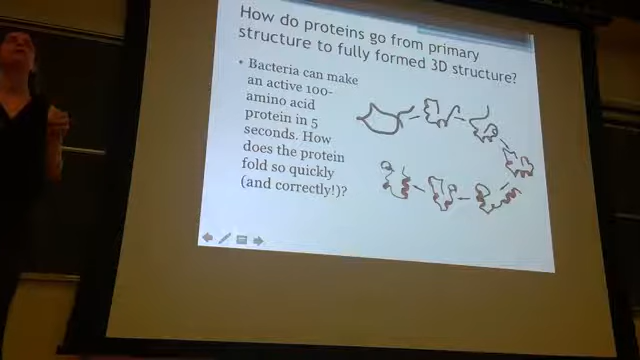 How do proteins go from primary
structure to fully formed 3D structure?
• Bacteria can make
an active 100-
amino acid
protein in 5
seconds. How
does the protein
fold so quickly
(and correctly!)?